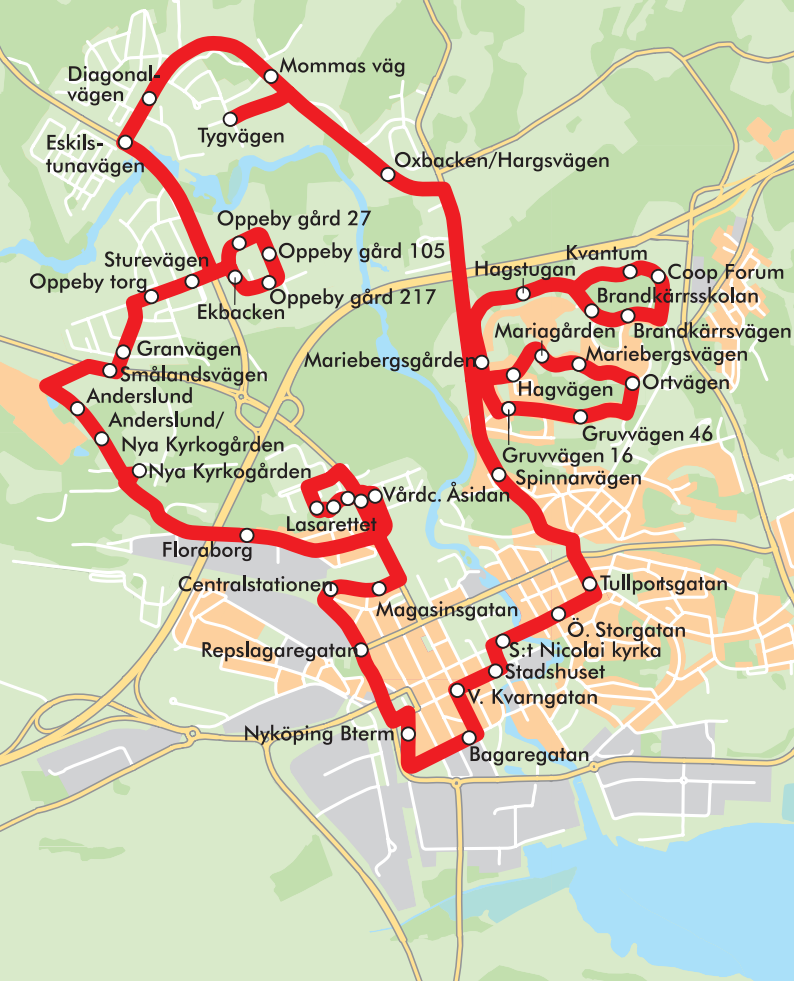 Mommas väg
Diagonal-
vägen
Tygvägen
Eskils-
tunavägen
Oxbacken/Hargsvägen
Oppeby gård 27
Oppeby gård 105
Sturevägen
Oppeby torg
Ekbacken
Oppeby gård 217
Kvantum
Hagstugan
Coop Forum
Brandkärrsskolan
Mariagården
Brandkärrsvägen
Granvägen
Mariebergsgården
Mariebergsvägen
Smålandsvägen
Hagvägen
Ortvägen
Anderslund
Anderslund/
Nya Kyrkogården
Gruvvägen 46
Gruvvägen 16
Nya Kyrkogården
Spinnarvägen
Vårdc. Åsidan
Lasarettet
Floraborg
Centralstationen
Tullportsgatan
Magasinsgatan
Ö. Storgatan
Repslagaregatan
S:t Nicolai kyrka
Stadshuset
V. Kvarngatan
Nyköping Bterm
Bagaregatan